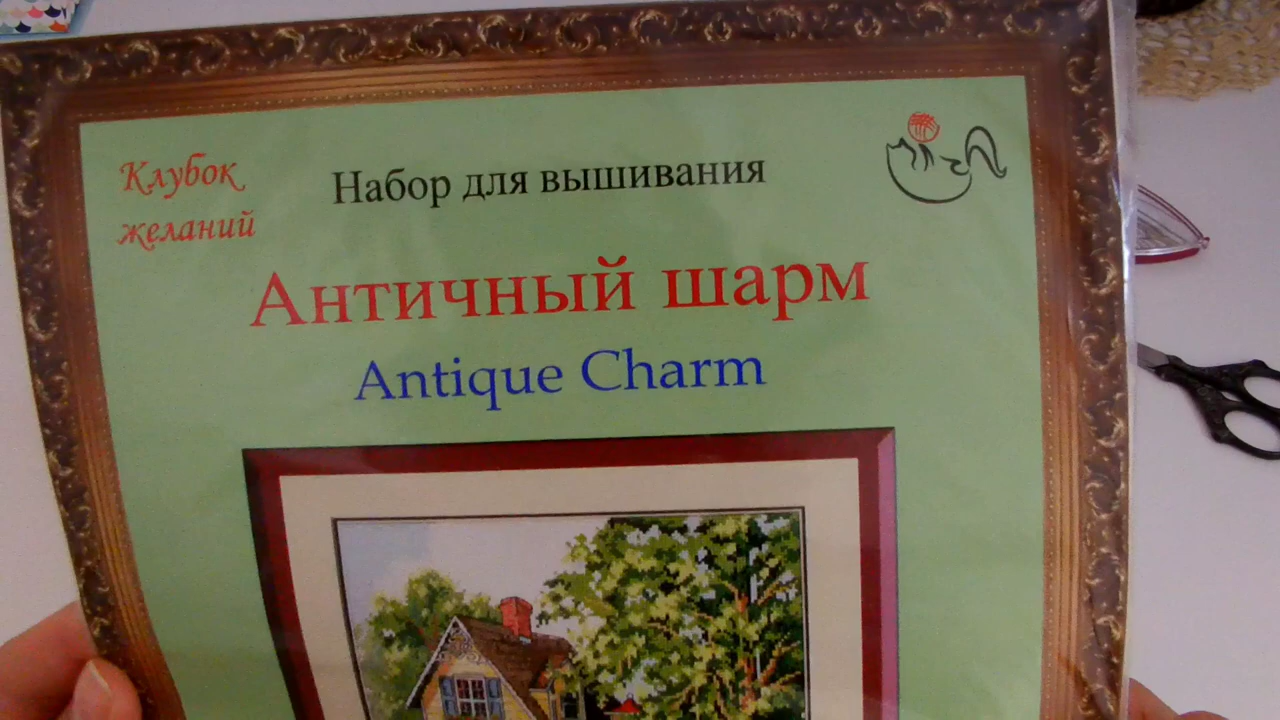 Клубок
желаний
Набор для вышивания
Античный шарм
Antique Charm